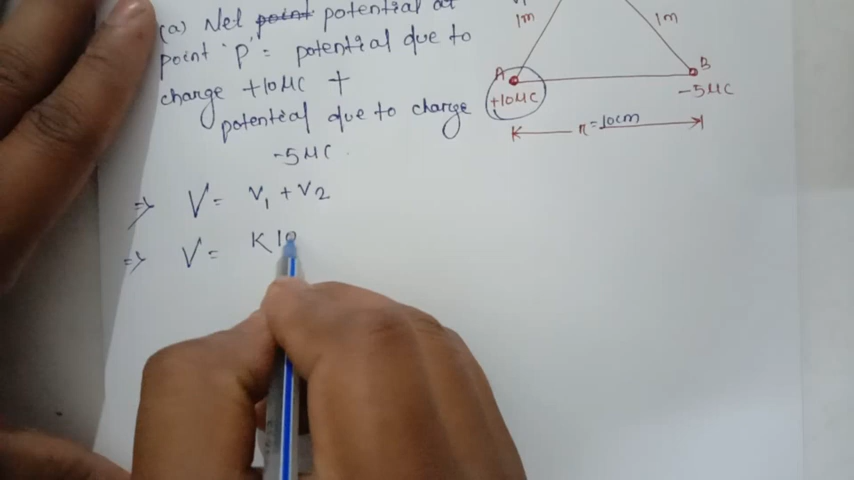 (a) Net point potential at
point 'P' = potential due to
charge +10μC +
potential due to charge
-5μC.
⇒ V = V₁ + V₂
⇒ V = K10
1m
1m
A
B
+10μC
-5μC
r=10cm